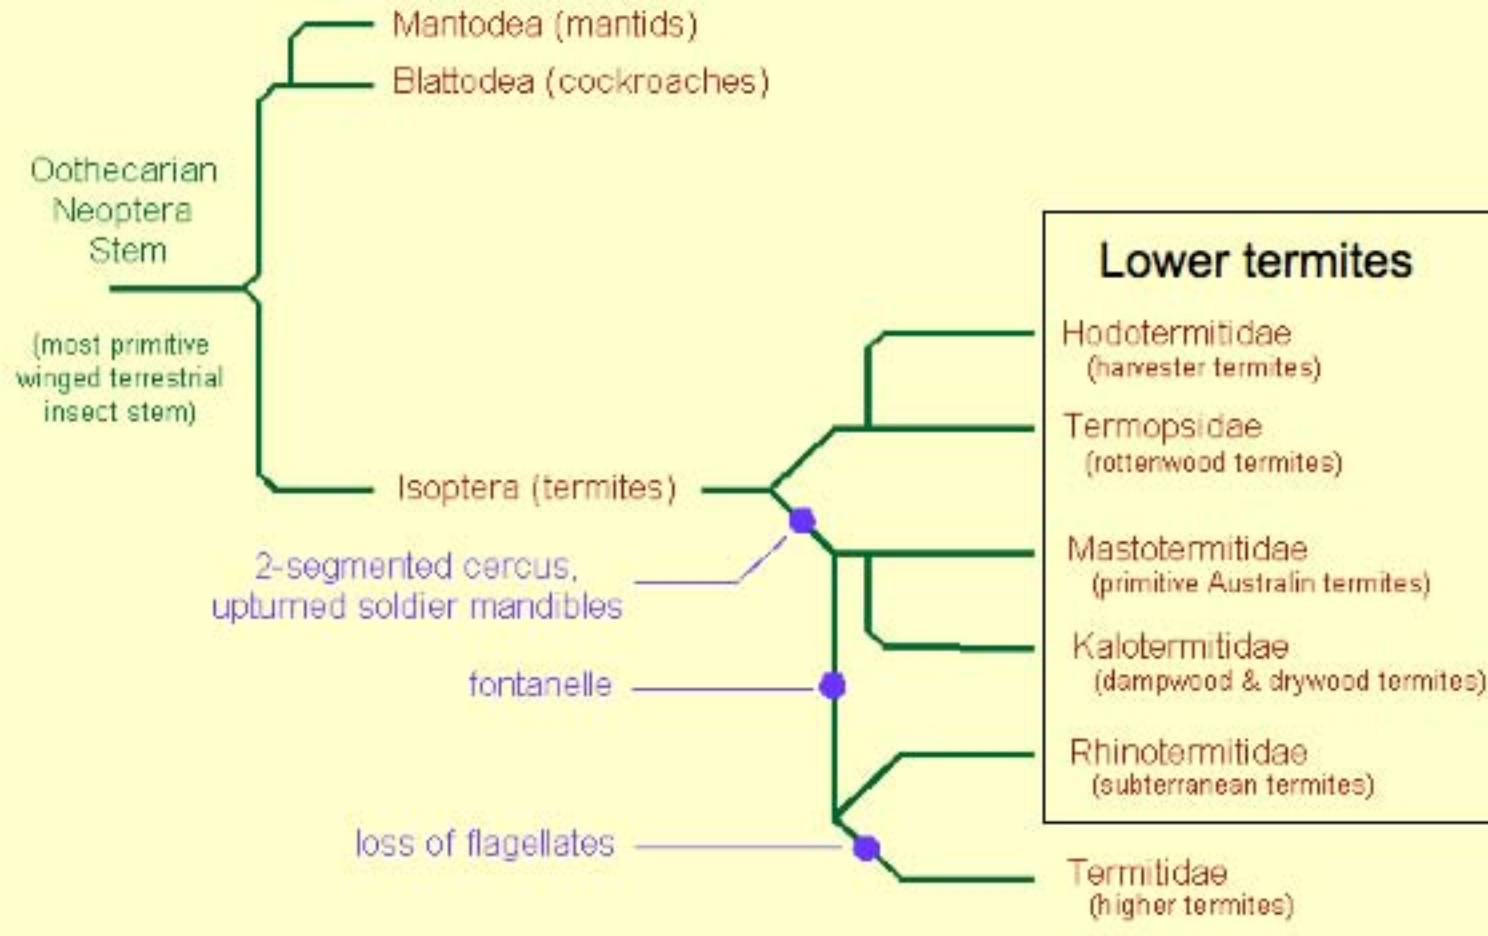 Mantodea (mantids)
Blattodea (cockroaches)
Oothecarian
Neoptera
Stem
(most primitive
winged terrestrial
insect stem)
Isoptera (termites)
2-segmented cercus,
upturned soldier mandibles
fontanelle
loss of flagellates
Lower termites
Hodotermitidae
(harvester termites)
Termopsidae
(rottenwood termites)
Mastotermitidae
(primitive Australin termites)
Kalotermitidae
(dampwood & drywood termites)
Rhinotermitidae
(subterranean termites)
Termitidae
(higher termites)